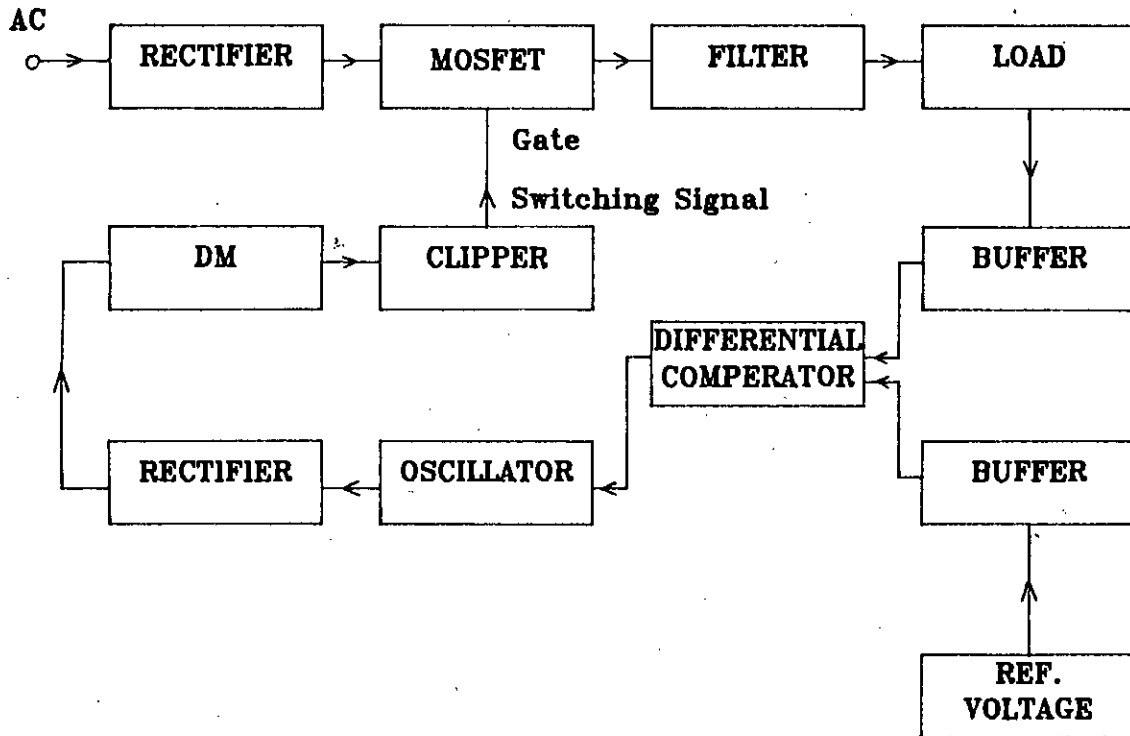 AC
RECTIFIER
MOSFET
FILTER
LOAD
Gate
Switching Signal
DM
CLIPPER
BUFFER
DIFFERENTIAL
COMPERATOR
RECTIFIER
OSCILLATOR
BUFFER
REF.
VOLTAGE